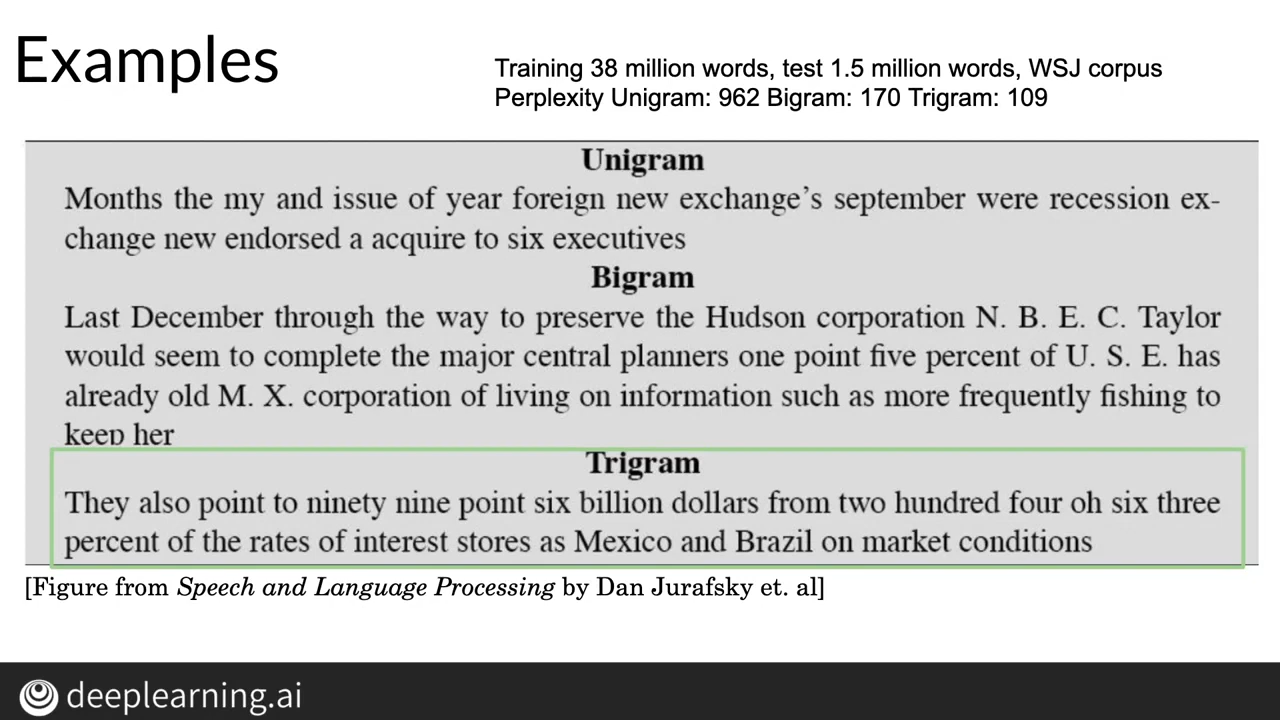 Examples
Training 38 million words, test 1.5 million words, WSJ corpus
Perplexity Unigram: 962 Bigram: 170 Trigram: 109
Unigram
Months the my and issue of year foreign new exchange’s september were recession ex-
change new endorsed a acquire to six executives
Bigram
Last December through the way to preserve the Hudson corporation N. B. E. C. Taylor
would seem to complete the major central planners one point five percent of U. S. E. has
already old M. X. corporation of living on information such as more frequently fishing to
keep her
Trigram
They also point to ninety nine point six billion dollars from two hundred four oh six three
percent of the rates of interest stores as Mexico and Brazil on market conditions
[Figure from Speech and Language Processing by Dan Jurafsky et. al]
deeplearning.ai